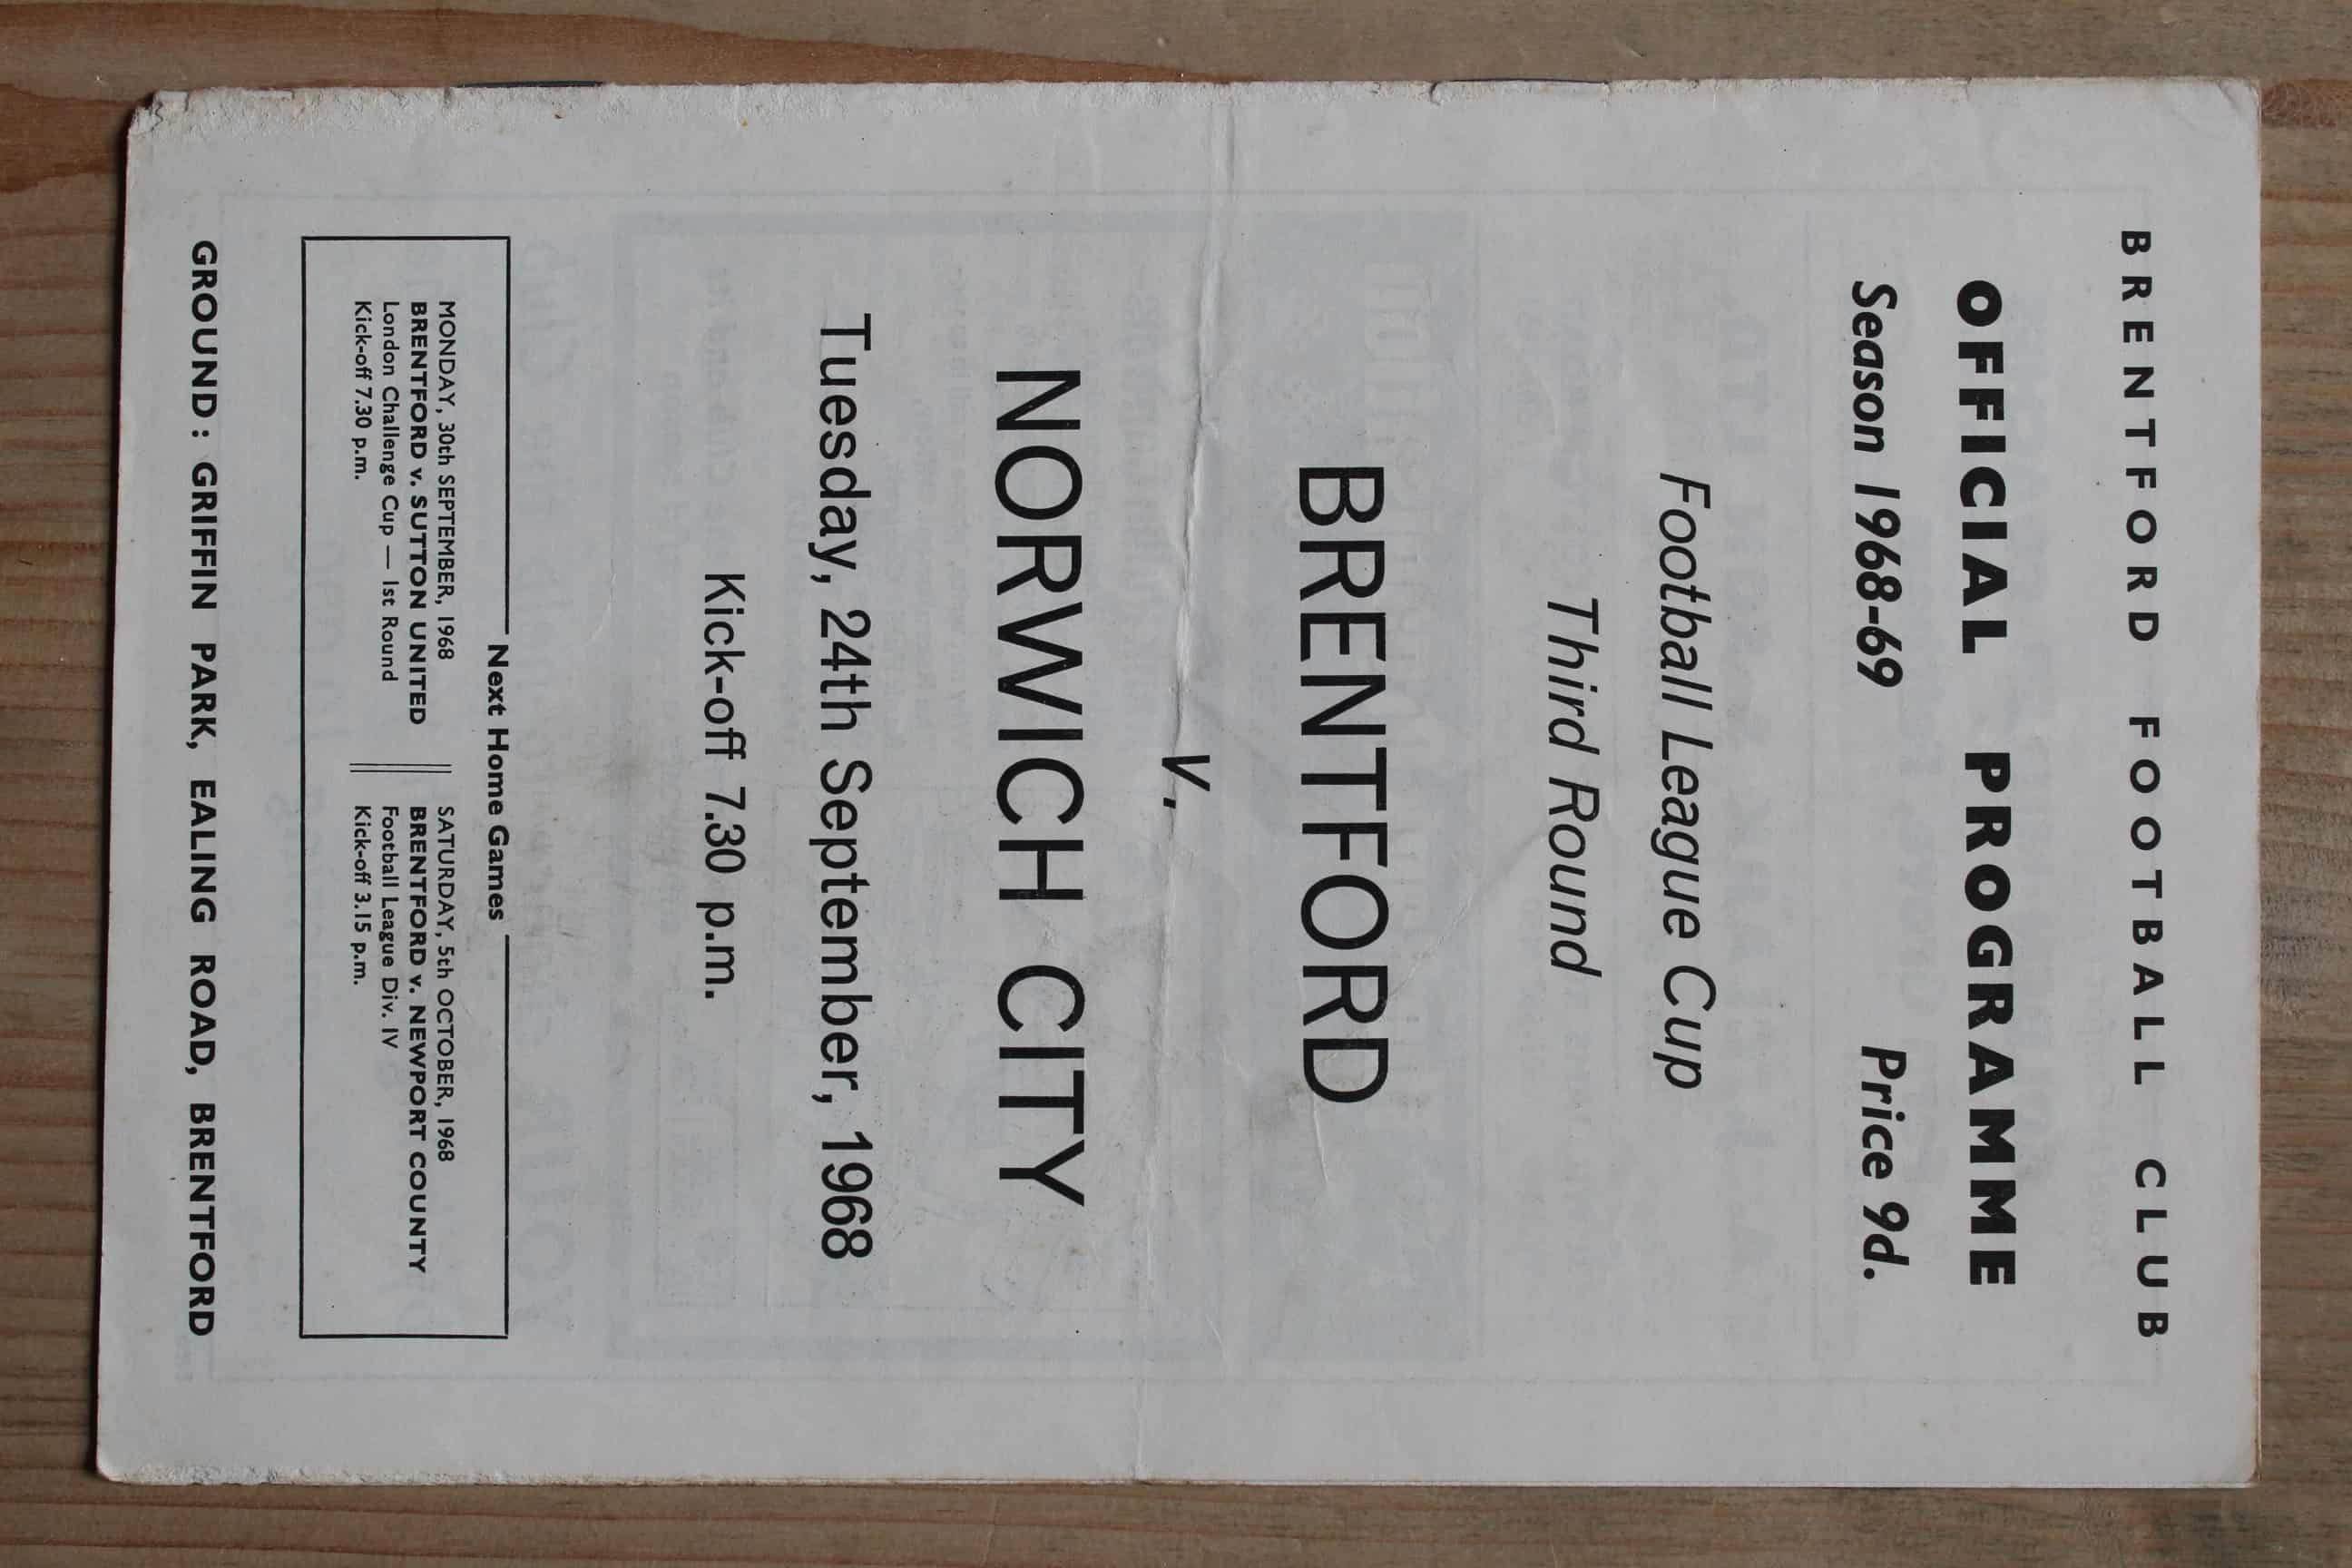 BRENTFORD FOOTBALL CLUB
OFFICIAL PROGRAMME
Season 1968-69 Price 9d.
Football League Cup
Third Round
BRENTFORD
v.
NORWICH CITY
Tuesday, 24th September, 1968
Kick-off 7.30 p.m.
Next Home Games
MONDAY, 30th SEPTEMBER, 1968
BRENTFORD v. SUTTON UNITED
London Challenge Cup — 1st Round
Kick-off 7.30 p.m.
SATURDAY, 5th OCTOBER, 1968
BRENTFORD v. NEWPORT COUNTY
Football League Div. IV
Kick-off 3.15 p.m.
GROUND: GRIFFIN PARK, EALING ROAD, BRENTFORD